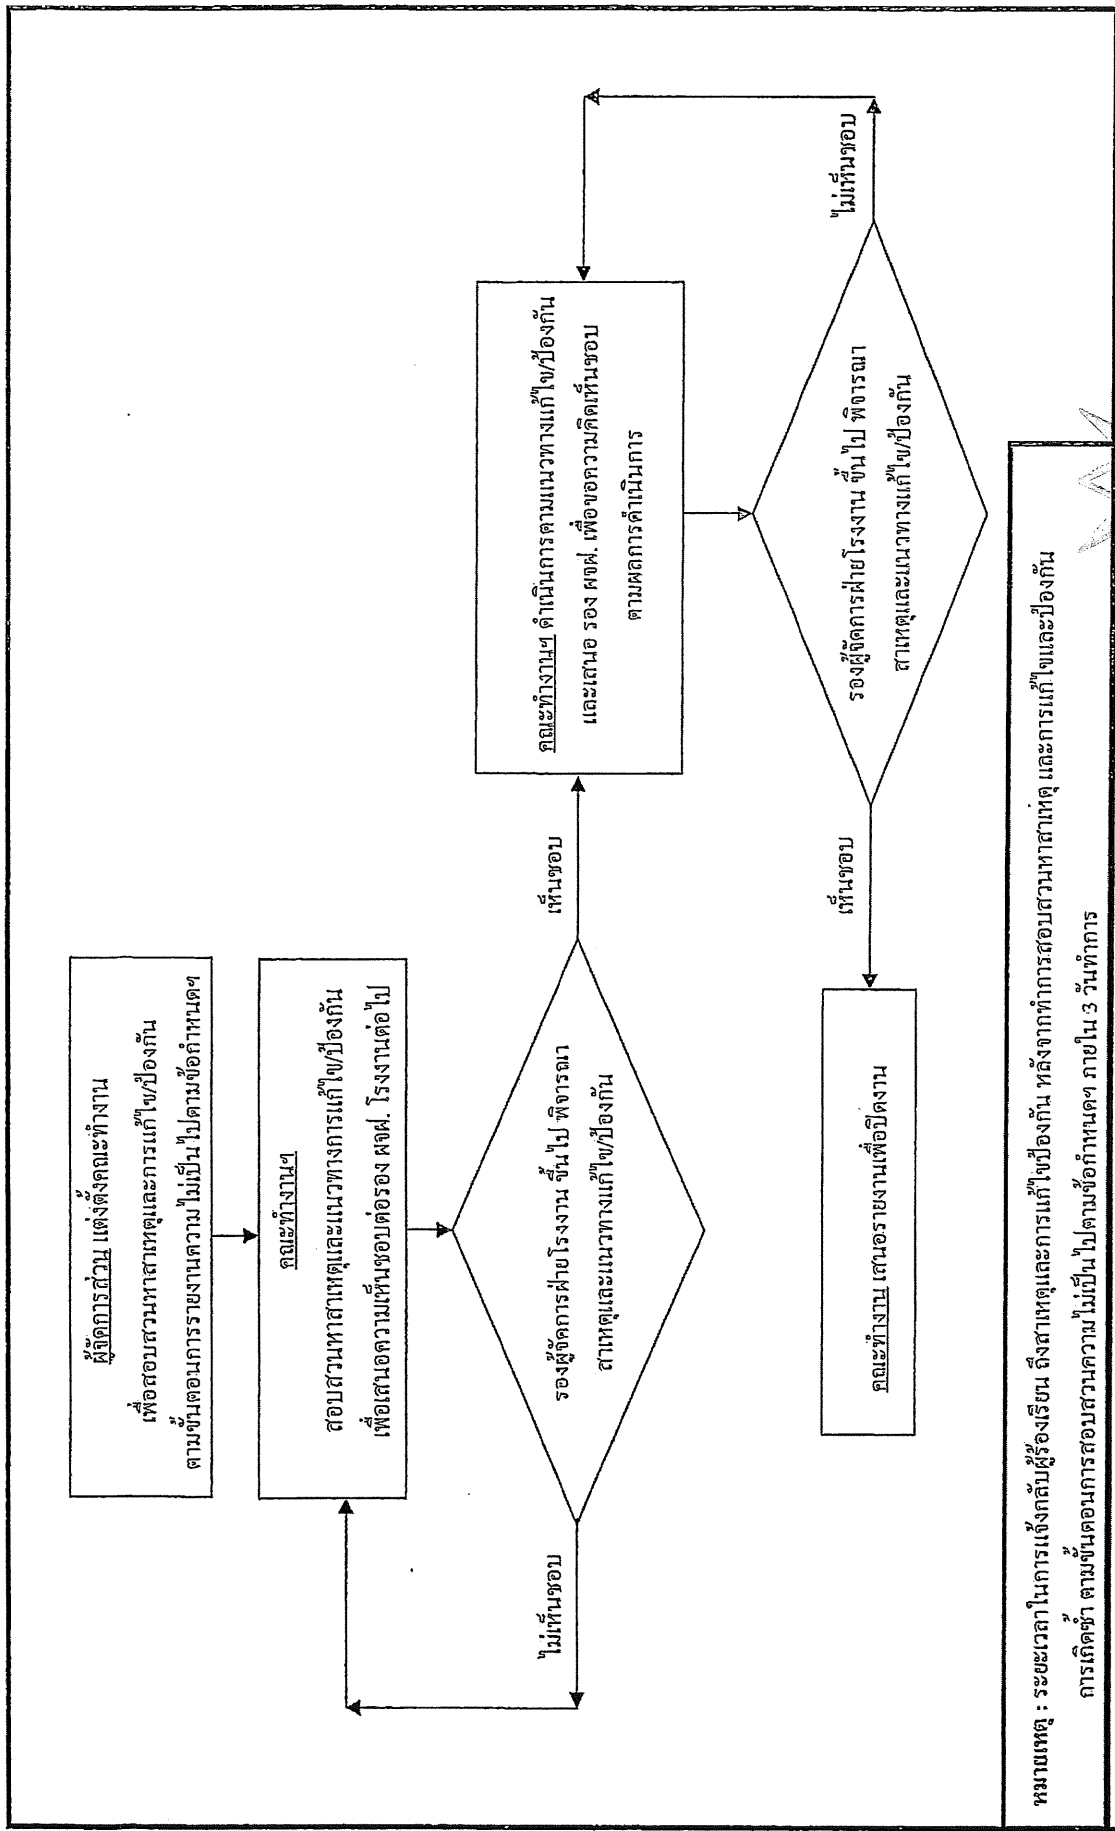 ผู้จัดการส่วน แต่งตั้งคณะทำงาน
เพื่อสอบสวนหาสาเหตุและการแก้ไข/ป้องกัน
ตามขั้นตอนการรายงานความไม่เป็นไปตามข้อกำหนดฯ
คณะทำงานฯ
สอบสวนหาสาเหตุและแนวทางการแก้ไข/ป้องกัน
เพื่อเสนอความเห็นชอบต่อรอง ผจฝ. โรงงานต่อไป
รองผู้จัดการฝ่ายโรงงาน ขึ้นไป พิจารณา
สาเหตุและแนวทางแก้ไข/ป้องกัน
ไม่เห็นชอบ
เห็นชอบ
คณะทำงานฯ ดำเนินการตามแนวทางแก้ไข/ป้องกัน
และเสนอ รอง ผจฝ. เพื่อขอความคิดเห็นชอบ
ตามผลการดำเนินการ
รองผู้จัดการฝ่ายโรงงาน ขึ้นไป พิจารณา
สาเหตุและแนวทางแก้ไข/ป้องกัน
ไม่เห็นชอบ
เห็นชอบ
คณะทำงาน เสนอรายงานเพื่อปิดงาน
หมายเหตุ : ระยะเวลาในการแจ้งกลับผู้ร้องเรียน ถึงสาเหตุและการแก้ไขป้องกัน หลังจากทำการสอบสวนหาสาเหตุ และการแก้ไขและป้องกัน
การเกิดซ้ำ ตามขั้นตอนการสอบสวนความไม่เป็นไปตามข้อกำหนดฯ ภายใน 3 วันทำการ